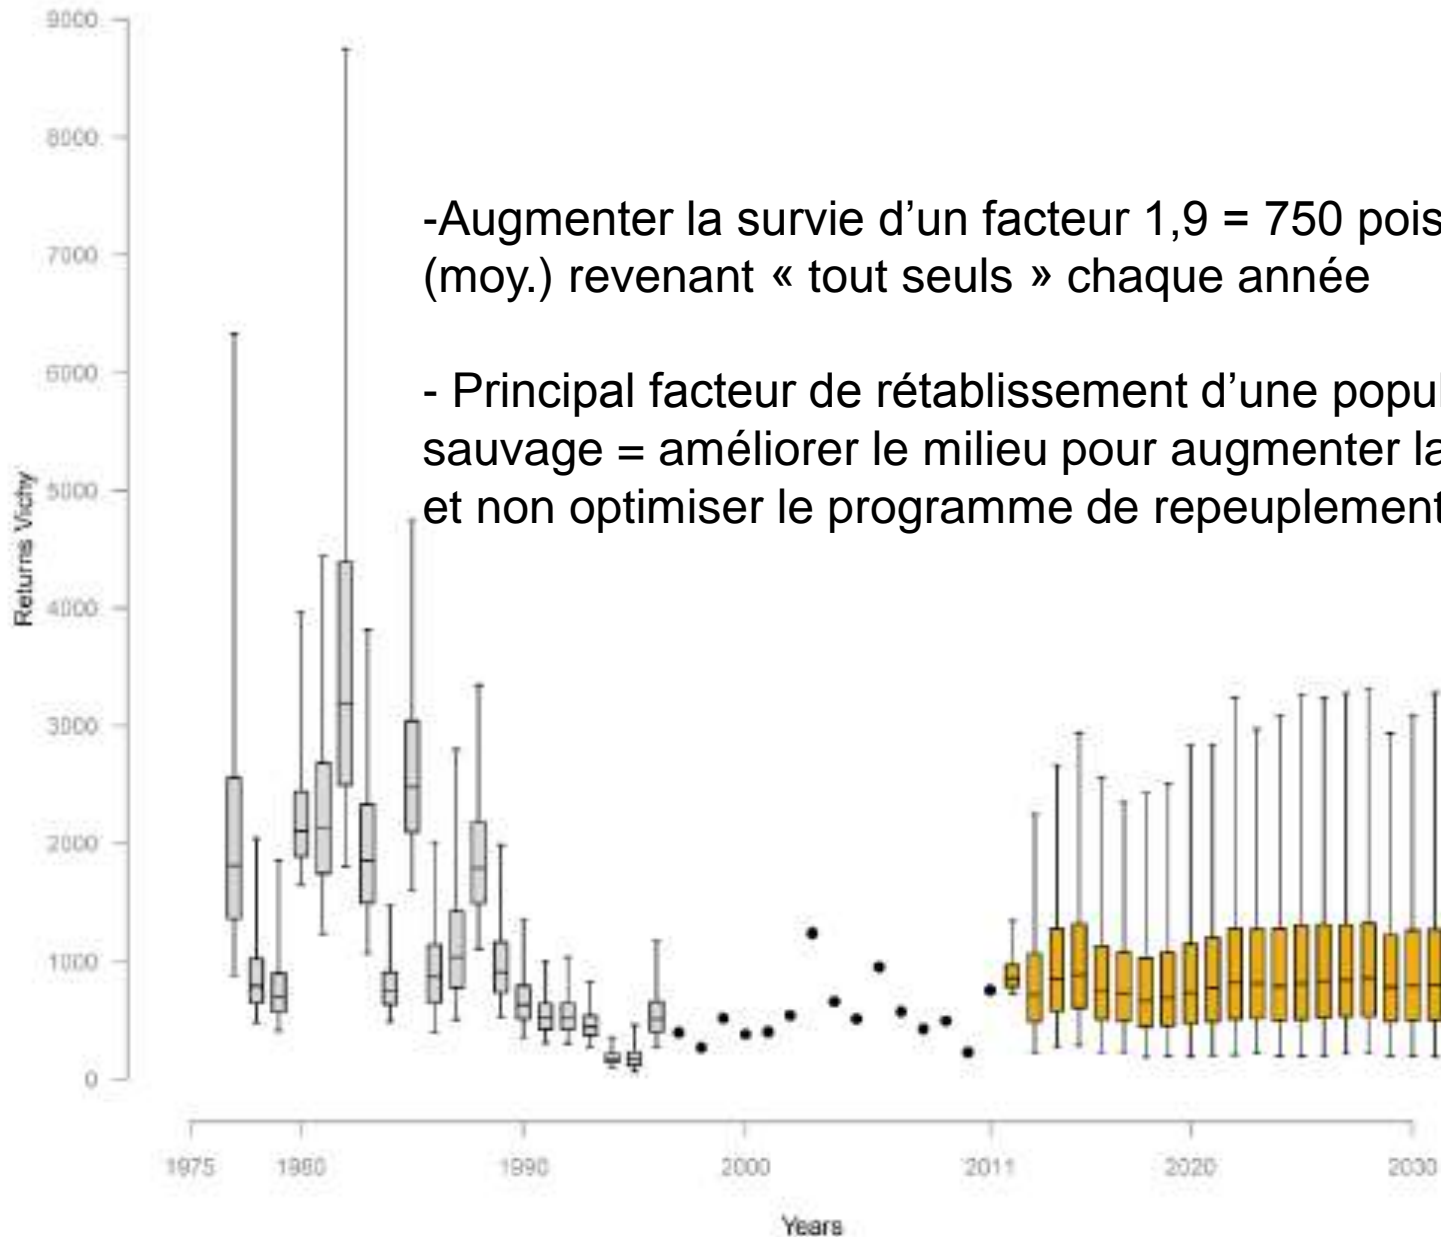 9000
8000
7000
6000
5000
4000
3000
2000
1000
0
Returns Vichy
-Augmenter la survie d’un facteur 1,9 = 750
(moy.) revenant « tout seuls » chaque année
- Principal facteur de rétablissement d’une
sauvage = améliorer le milieu pour augmenter la
et non optimiser le programme de repeuplement
1975 1980 1990 2000 2011 2020 2030
Years